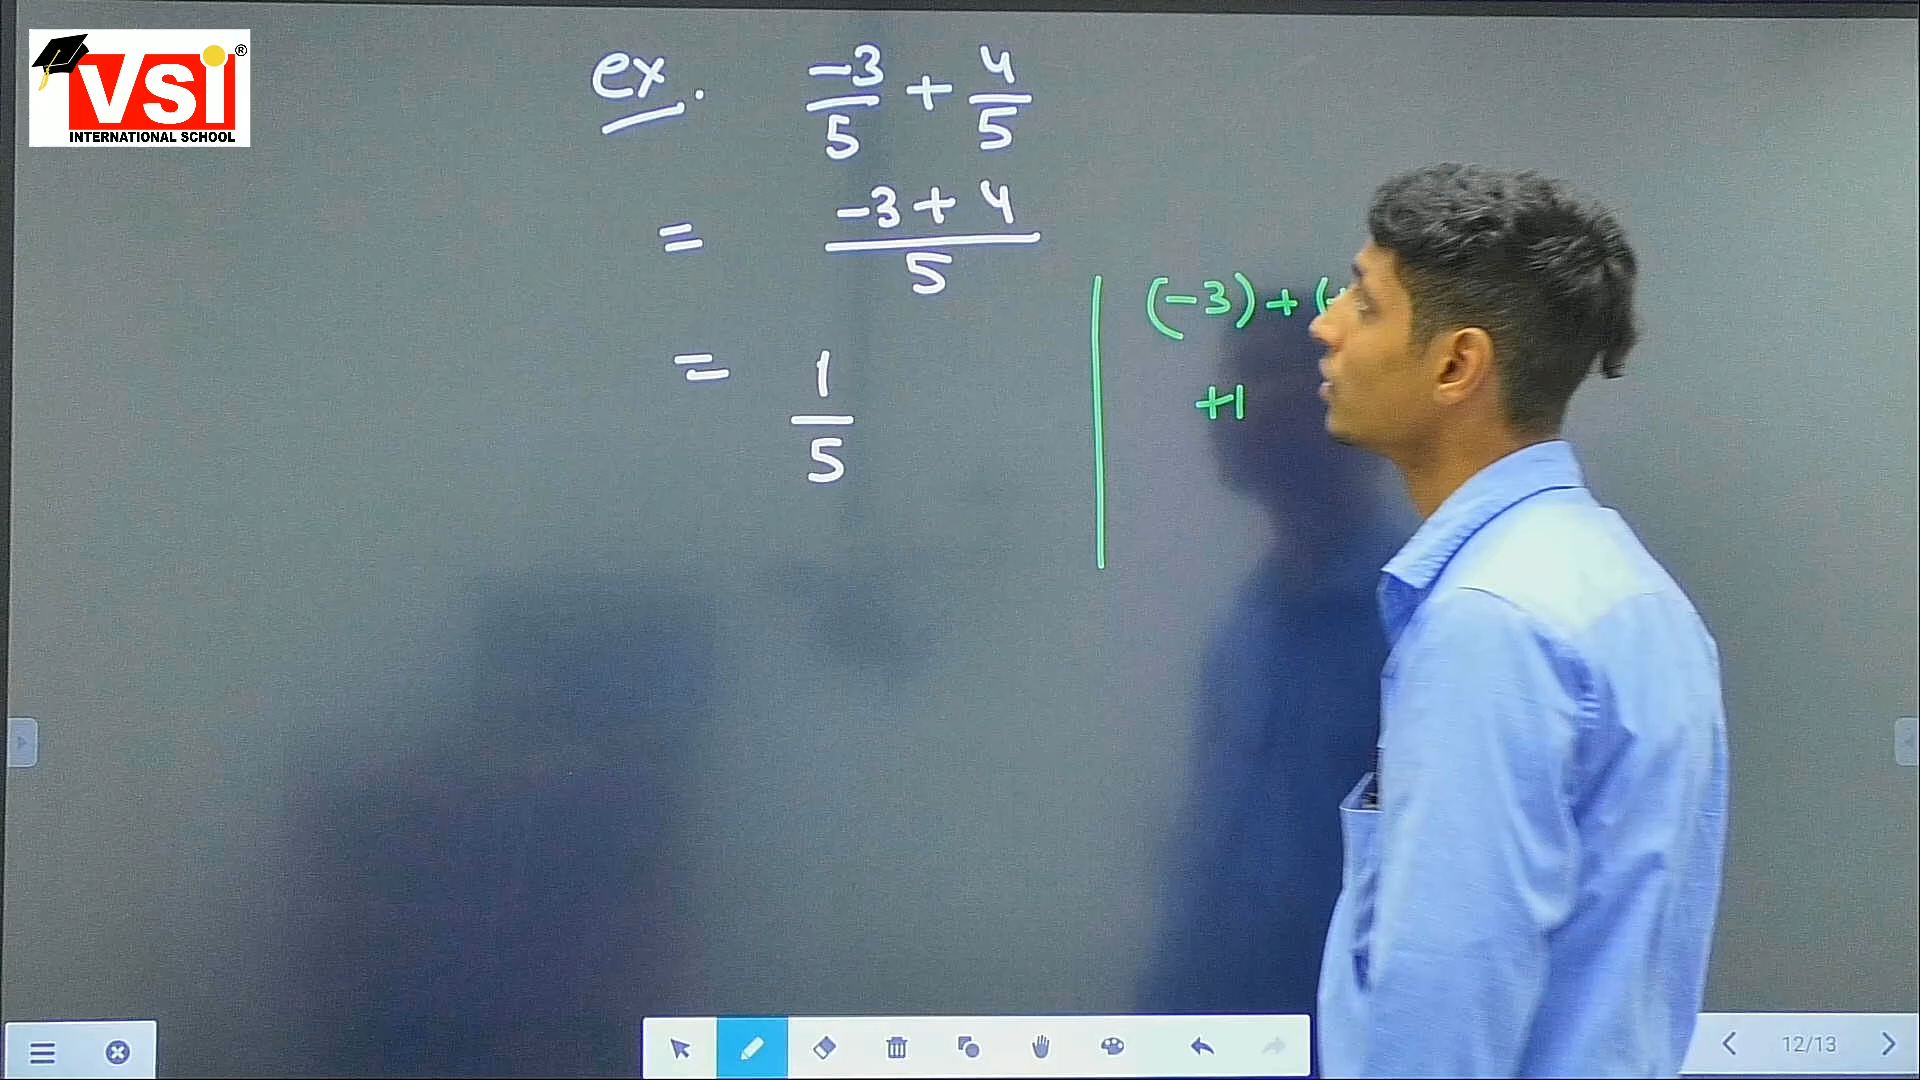 VSI®
INTERNATIONAL SCHOOL
ex. -3/5 + 4/5
= -3 + 4/5
= 1/5
(-3) + (
+1
12/13